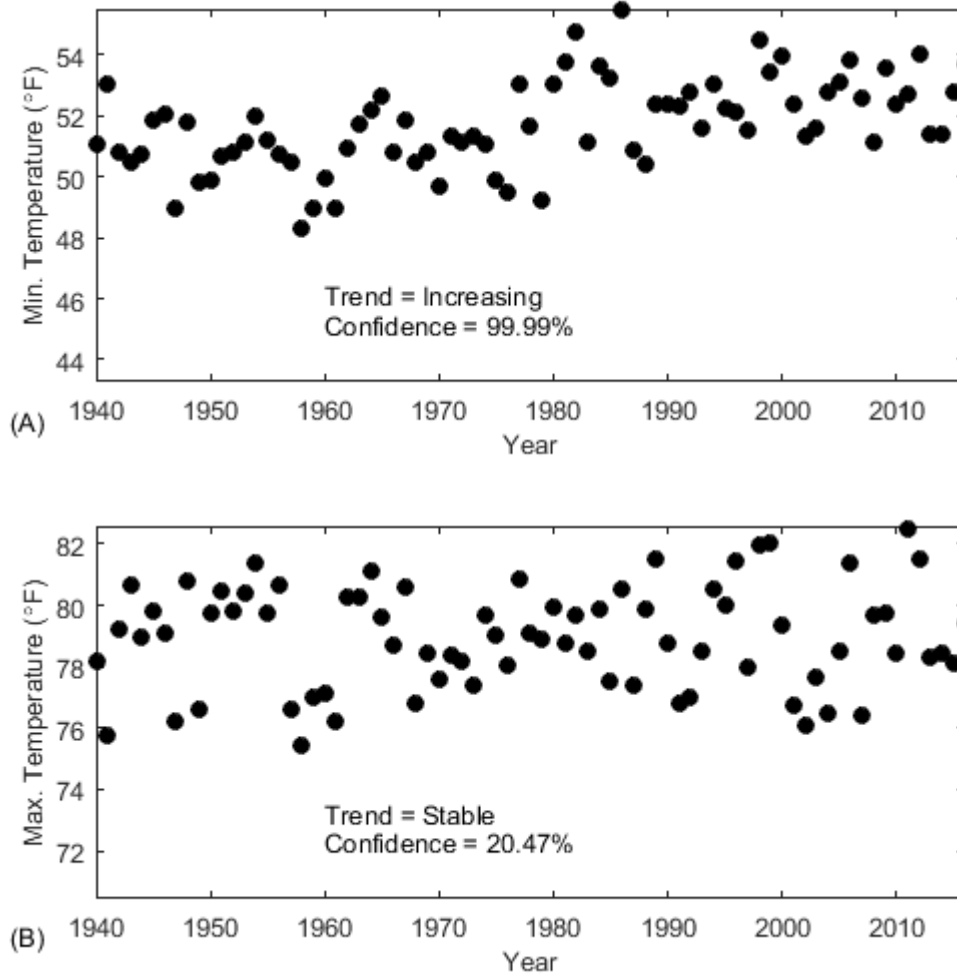 Min. Temperature (°F)
54
52
50
48
46
44
Trend = Increasing
Confidence = 99.99%
1940 1950 1960 1970 1980 1990 2000 2010
(A)
Year
Max. Temperature (°F)
82
80
78
76
74
72
Trend = Stable
Confidence = 20.47%
1940 1950 1960 1970 1980 1990 2000 2010
(B)
Year